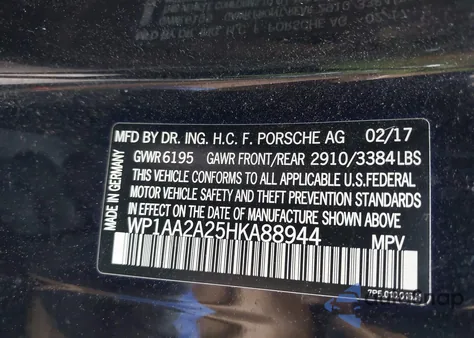 MFD BY DR. ING. H.C. F. PORSCHE AG 02/17
GVWR 6195 GAWR FRONT/REAR 2910/3384LBS
THIS VEHICLE CONFORMS TO ALL APPLICABLE U.S.FEDERAL
MOTOR VEHICLE SAFETY AND THEFT PREVENTION STANDARDS
IN EFFECT ON THE DATE OF MANUFACTURE SHOWN ABOVE
WP1AA2A25HKA88944 MPV
MADE IN GERMANY